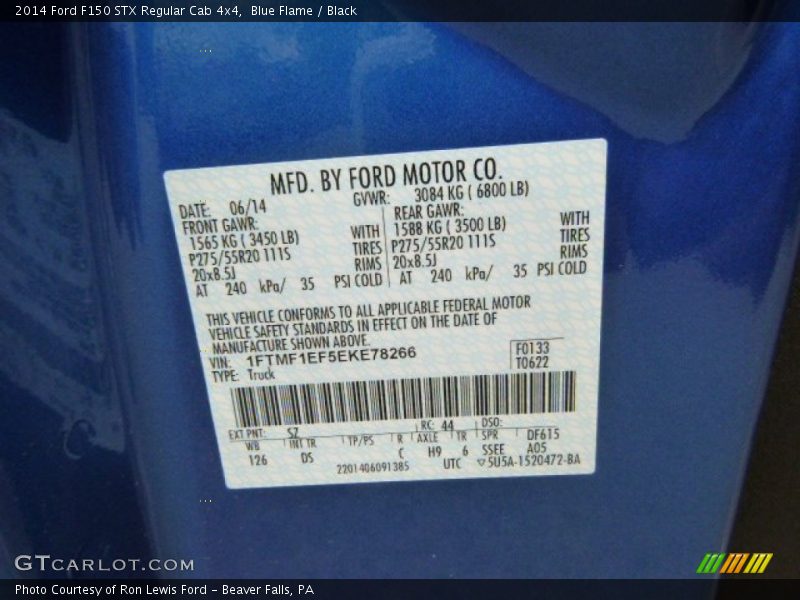 2014 Ford F150 STX Regular Cab 4x4,  Blue Flame / Black
MFD. BY FORD MOTOR CO.
DATE: 06/14 GVWR: 3084 KG ( 6800 LB)
FRONT GAWR: REAR GAWR:
1565 KG ( 3450 LB) WITH 1588 KG ( 3500 LB) WITH
P275/55R20 111S TIRES P275/55R20 111S TIRES
20x8.5J RIMS 20x8.5J RIMS
AT 240 kPa/ 35 PSI COLD AT 240 kPa/ 35 PSI COLD
THIS VEHICLE CONFORMS TO ALL APPLICABLE FEDERAL MOTOR
VEHICLE SAFETY STANDARDS IN EFFECT ON THE DATE OF
MANUFACTURE SHOWN ABOVE.
VIN: 1FTMF1EF5EKE78266 F0133
TYPE: Truck T0622
EXT PNT: SZ RC: 44 DSO:
WB INT TR TP/PS R AXLE TR SPR DF615
126 DS C H9 6 SSEE A05
2201406091385 UTC ▽5U5A-1520472-BA
GTCARLOT.COM
Photo Courtesy of Ron Lewis Ford – Beaver Falls, PA